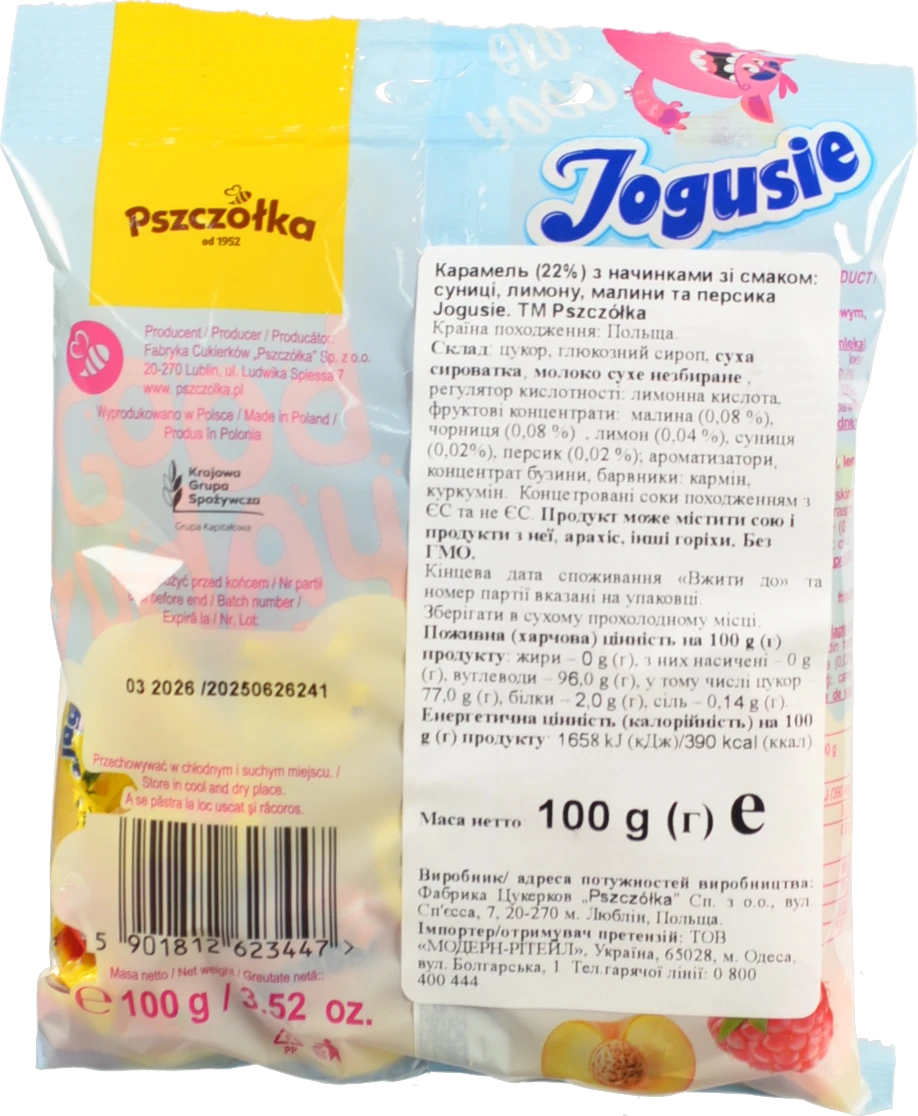 Pszczółka
od 1952
Jogusie
Producent / Producer / Producător:
Fabryka Cukierków „Pszczółka” Sp. z o.o.
20-270 Lublin, ul. Ludwika Spiessa 7
www. pszczolka.pl
Wyprodukowano w Polsce / Made in Poland /
Produs în Polonia
Krajowa
Grupa
Spożywcza
Grupa Kapitałowa
przed końcem / Nr partii
before end / Batch number /
Expiră la / Nr. Lot:
03 2026 /20250626241
Przechowywać w chłodnym i suchym miejscu. /
Store in cool and dry place.
A se păstra la loc uscat și răcoros.
5 901812 623447 >
Masa netto / Net weight / Greutate netă::
e 100 g / 3.52 oz.
PP
Карамель (22%) з начинками зі смаком:
суниці, лимону, малини та персика
Jogusie. ТМ Pszczółka
Країна походження: Польща.
Склад: цукор, глюкозний сироп, суха
сироватка, молоко сухе незбиране ,
регулятор кислотності: лимонна кислота,
фруктові концентрати: малина (0,08 %),
чорниця (0,08 %) , лимон (0,04 %), суниця
(0,02%), персик (0,02 %); ароматизатори,
концентрат бузини, барвники: кармін,
куркумін. Концетровані соки походженням з
ЄС та не ЄС. Продукт може містити сою і
продукти з неї, арахіс, інші горіхи. Без
ГМО.
Кінцева дата споживання «Вжити до» та
номер партії вказані на упаковці.
Зберігати в сухому прохолодному місці.
Поживна (харчова) цінність на 100 g (г)
продукту: жири – 0 g (г), з них насичені - 0 g
(г), вуглеводи – 96,0 g (г), у тому числі цукор –
77,0 g (г), білки – 2,0 g (г), сіль – 0,14 g (г).
Енергетична цінність (калорійність) на 100
g (г) продукту: 1658 kJ (кДж)/390 kcal (ккал)
Маса нетто 100 g (г) e
Виробник/ адреса потужностей виробництва:
Фабрика Цукерков „Pszczółka” Сп. з о.о., вул.
Сп'єсса, 7, 20-270 м. Люблін, Польща.
Імпортер/отримувач претензій: ТОВ
«МОДЕРН-РІТЕЙЛ», Україна, 65028, м. Одеса,
вул. Болгарська, 1 Тел.гарячої лінії: 0 800
400 444